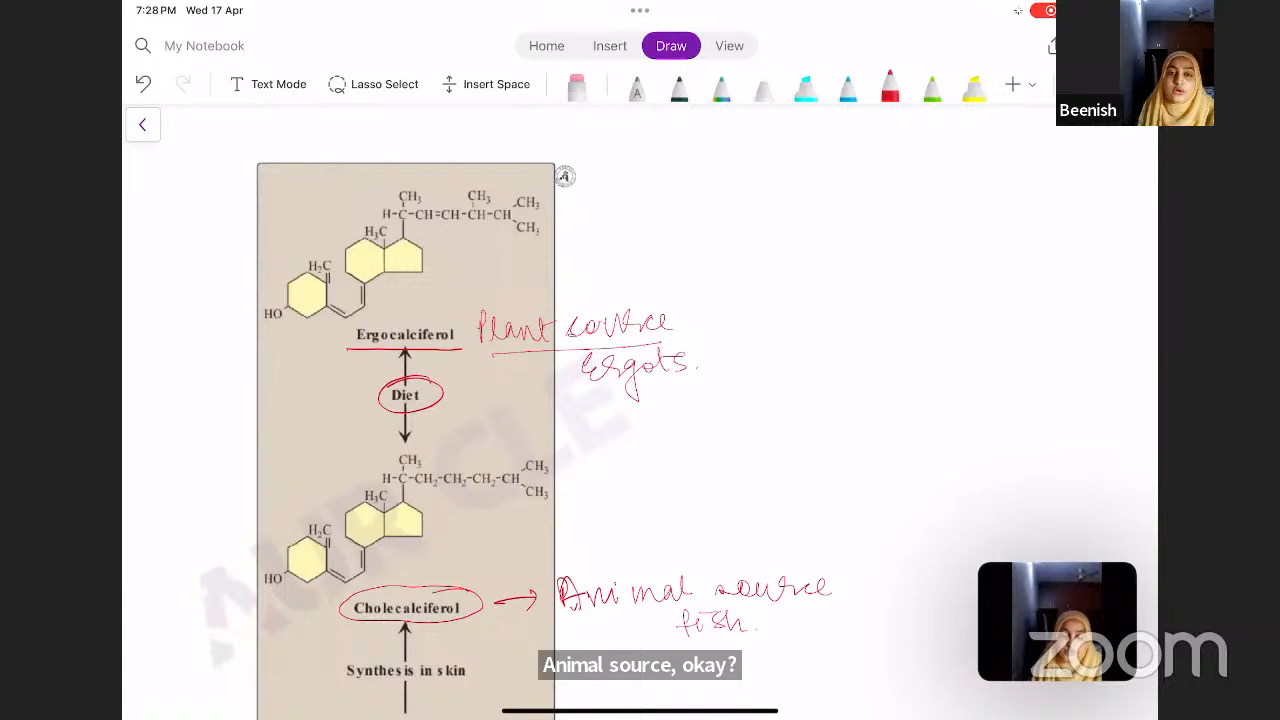 7:28 PM Wed 17 Apr
My Notebook
Home Insert Draw View
Text Mode Lasso Select Insert Space
A
Beenish
CH3 CH3 CH3
H-C-CH=CH-CH-CH
CH3
H3C
H2C
HO
Ergocalciferol Plant source
Ergots.
Diet
CH3
CH3
H-C-CH2-CH2-CH2-CH
CH3
H3C
H2C
HO
Cholecalciferol Animal source
fish.
Synthesis in skin
Animal source, okay?
zoom